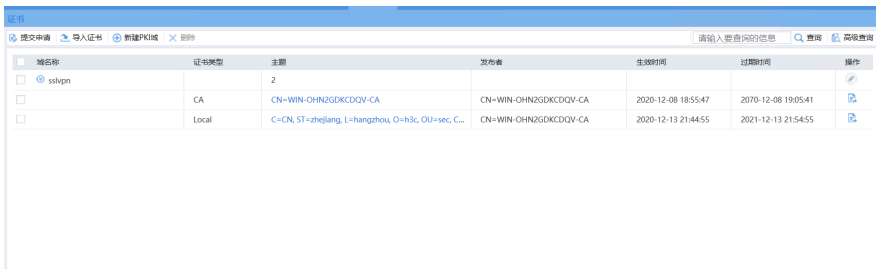 证书
提交申请 导入证书 新建PKI域 删除 请输入要查询的信息 查询 高级查询
域名称 证书类型 主题 发布者 生效时间 过期时间 操作
sslvpn 2
CA CN=WIN-OHN2GDKCDQV-CA CN=WIN-OHN2GDKCDQV-CA 2020-12-08 18:55:47 2070-12-08 19:05:41
Local C=CN, ST=zhejiang, L=hangzhou, O=h3c, OU=sec, C... CN=WIN-OHN2GDKCDQV-CA 2020-12-13 21:44:55 2021-12-13 21:54:55